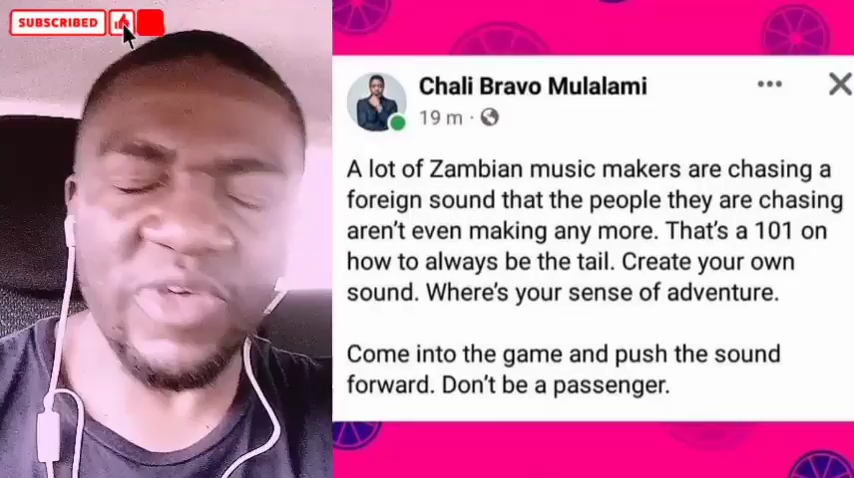 SUBSCRIBED
Chali Bravo Mulalami
19 m ·
A lot of Zambian music makers are chasing a
foreign sound that the people they are chasing
aren't even making any more. That's a 101 on
how to always be the tail. Create your own
sound. Where's your sense of adventure.
Come into the game and push the sound
forward. Don't be a passenger.